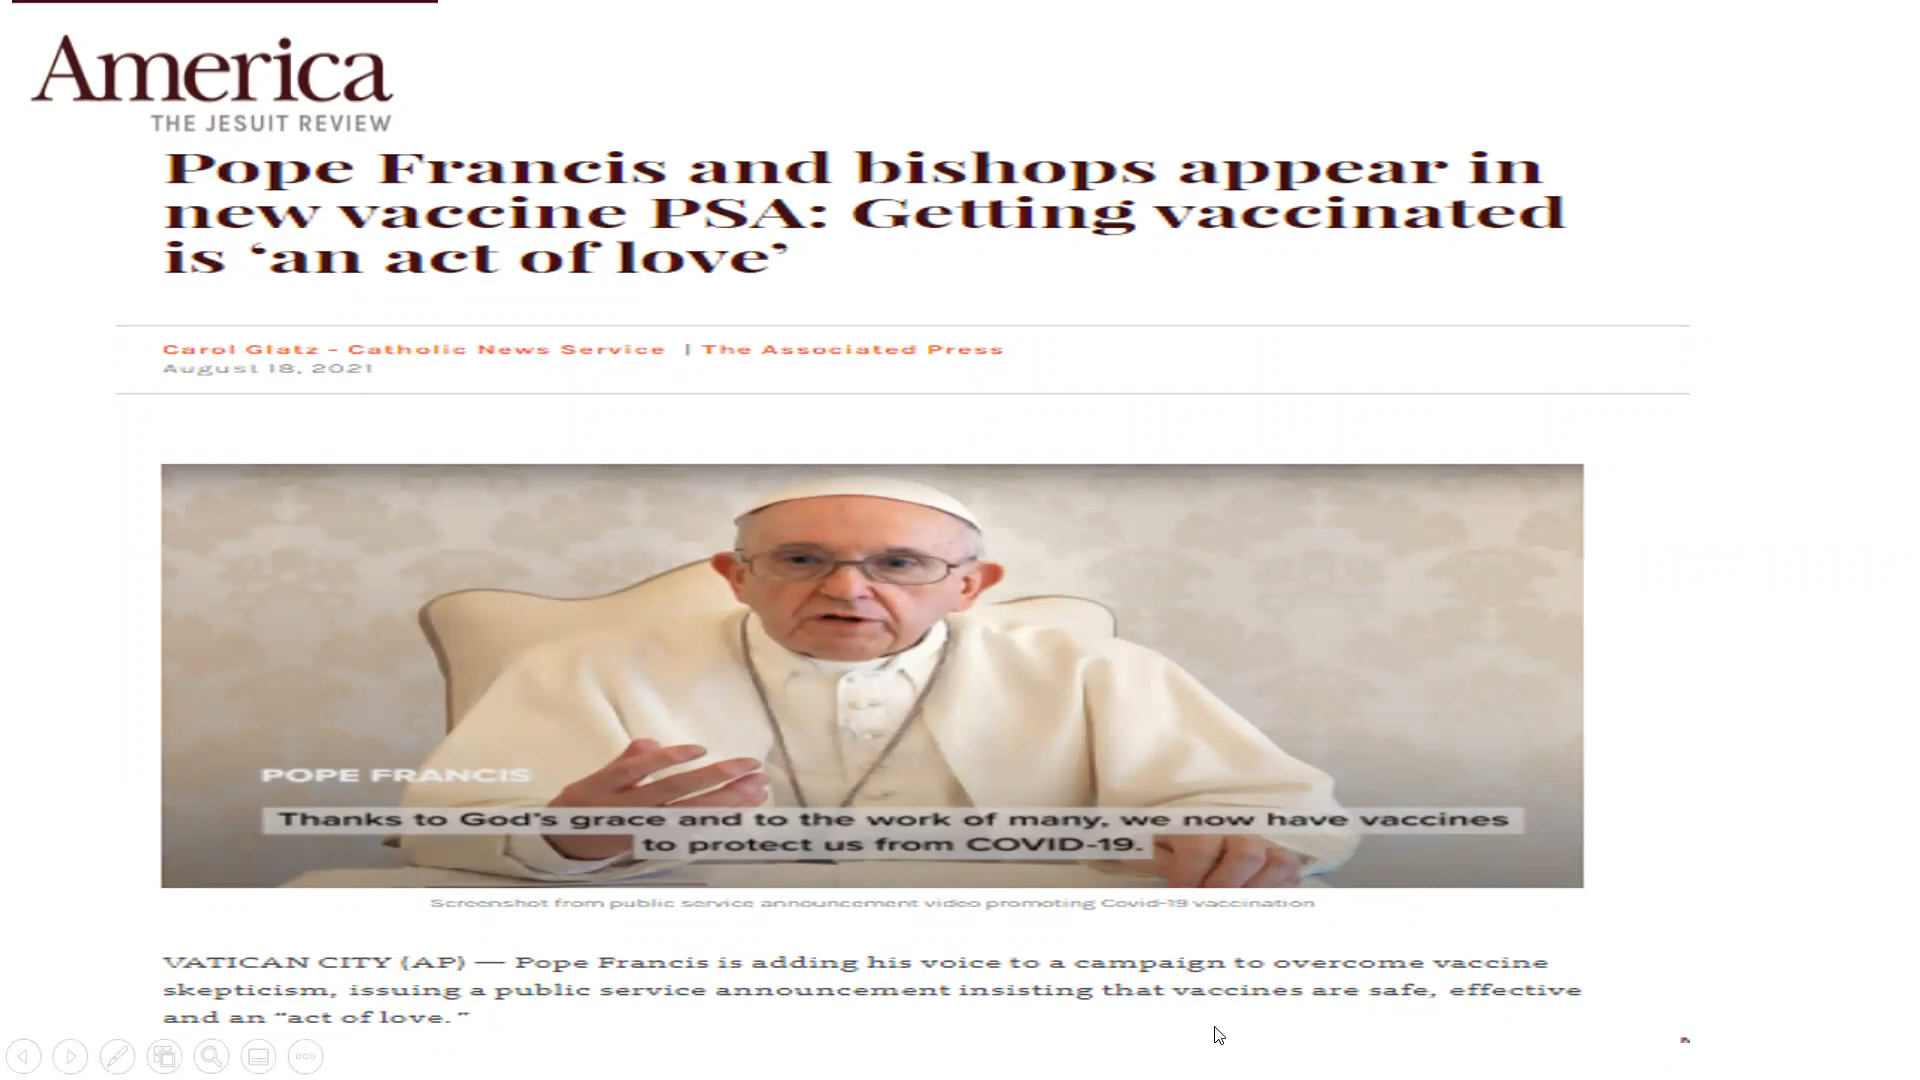 America
THE JESUIT REVIEW
Pope Francis and bishops appear in
new vaccine PSA: Getting vaccinated
is ‘an act of love’
Carol Glatz - Catholic News Service | The Associated Press
August 18, 2021
POPE FRANCIS
Thanks to God's grace and to the work of many, we now have vaccines
to protect us from COVID-19.
Screenshot from public service announcement video promoting Covid-19 vaccination
VATICAN CITY (AP) — Pope Francis is adding his voice to a campaign to overcome vaccine
skepticism, issuing a public service announcement insisting that vaccines are safe, effective
and an “act of love.”